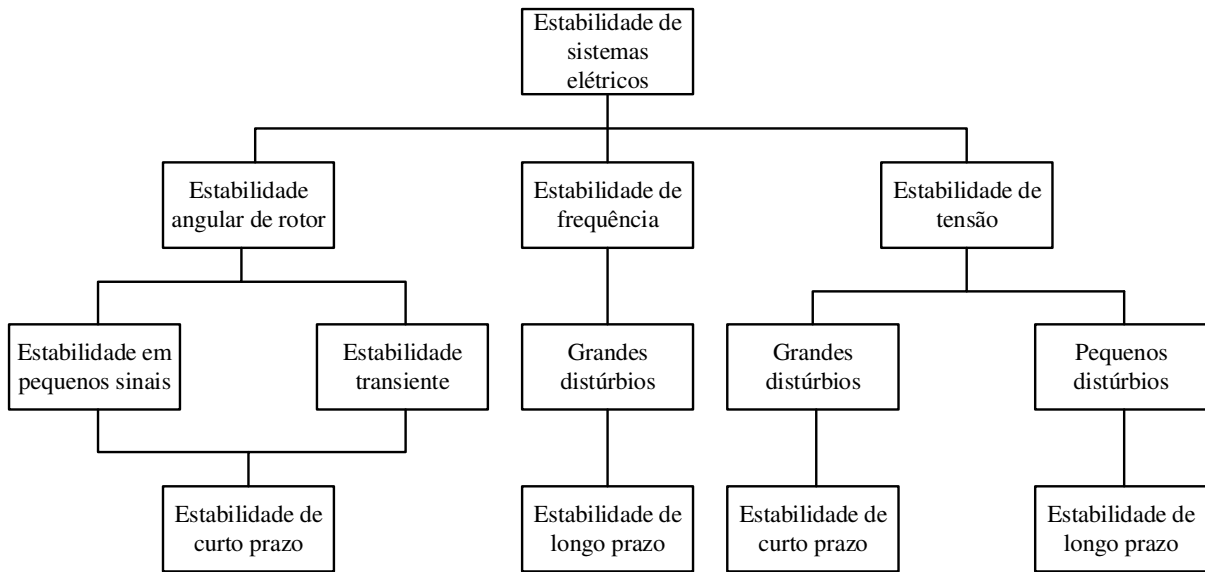 Estabilidade de
sistemas
elétricos
Estabilidade
angular de rotor
Estabilidade de
frequência
Estabilidade de
tensão
Estabilidade em
pequenos sinais
Estabilidade
transiente
Grandes
distúrbios
Grandes
distúrbios
Pequenos
distúrbios
Estabilidade de
curto prazo
Estabilidade de
longo prazo
Estabilidade de
curto prazo
Estabilidade de
longo prazo